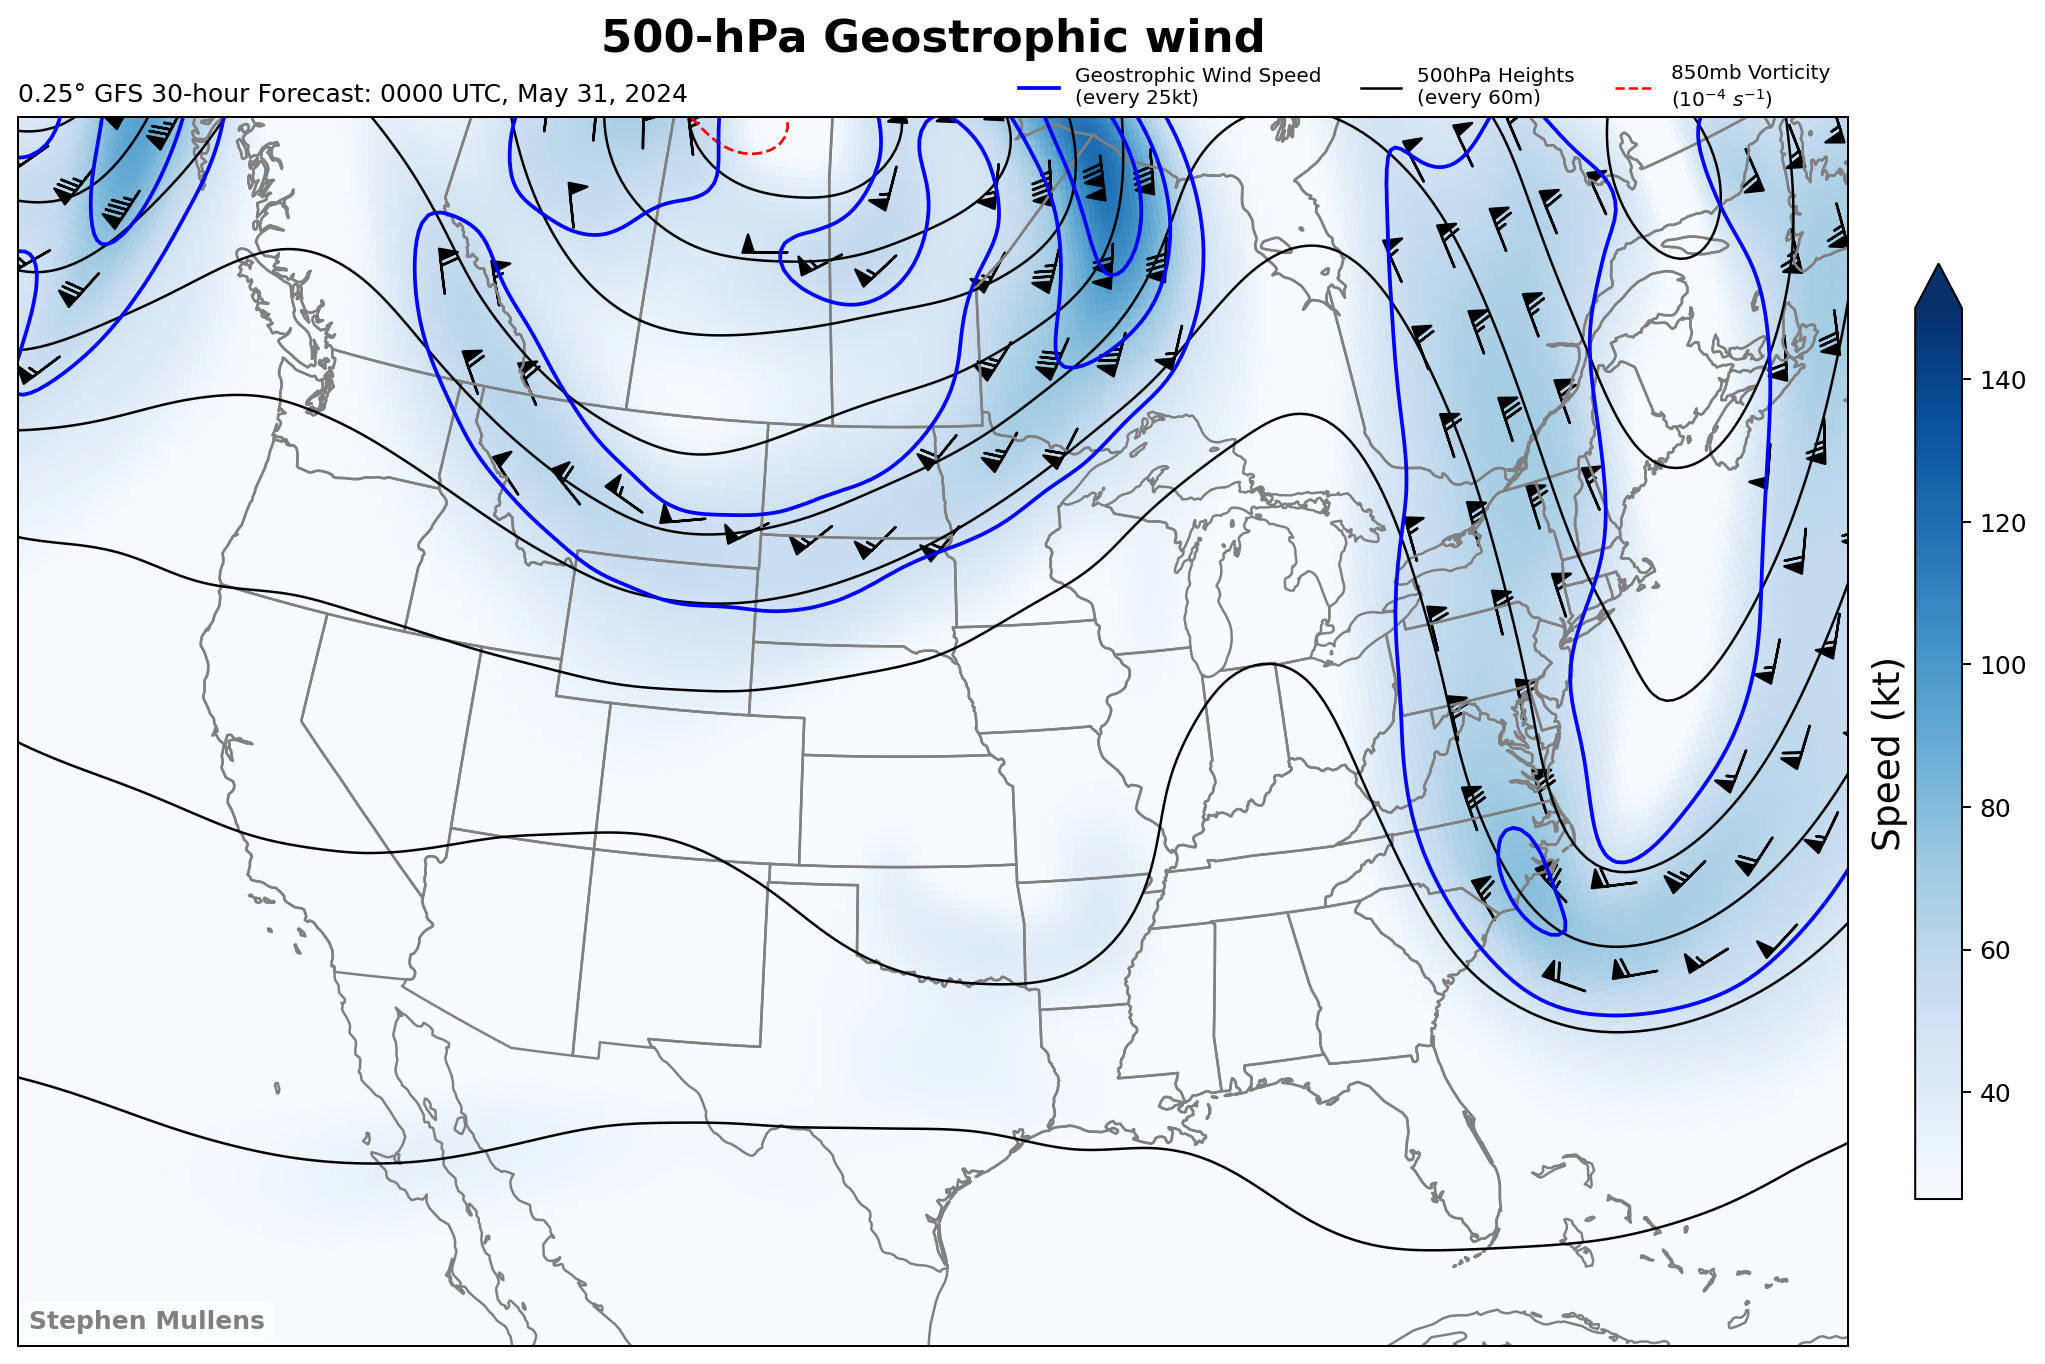 500-hPa Geostrophic wind
0.25° GFS 30-hour Forecast: 0000 UTC, May 31, 2024
Geostrophic Wind Speed
(every 25kt)
500hPa Heights
(every 60m)
850mb Vorticity
(10⁻⁴ s⁻¹)
140
120
100
80
60
40
Speed (kt)
Stephen Mullens